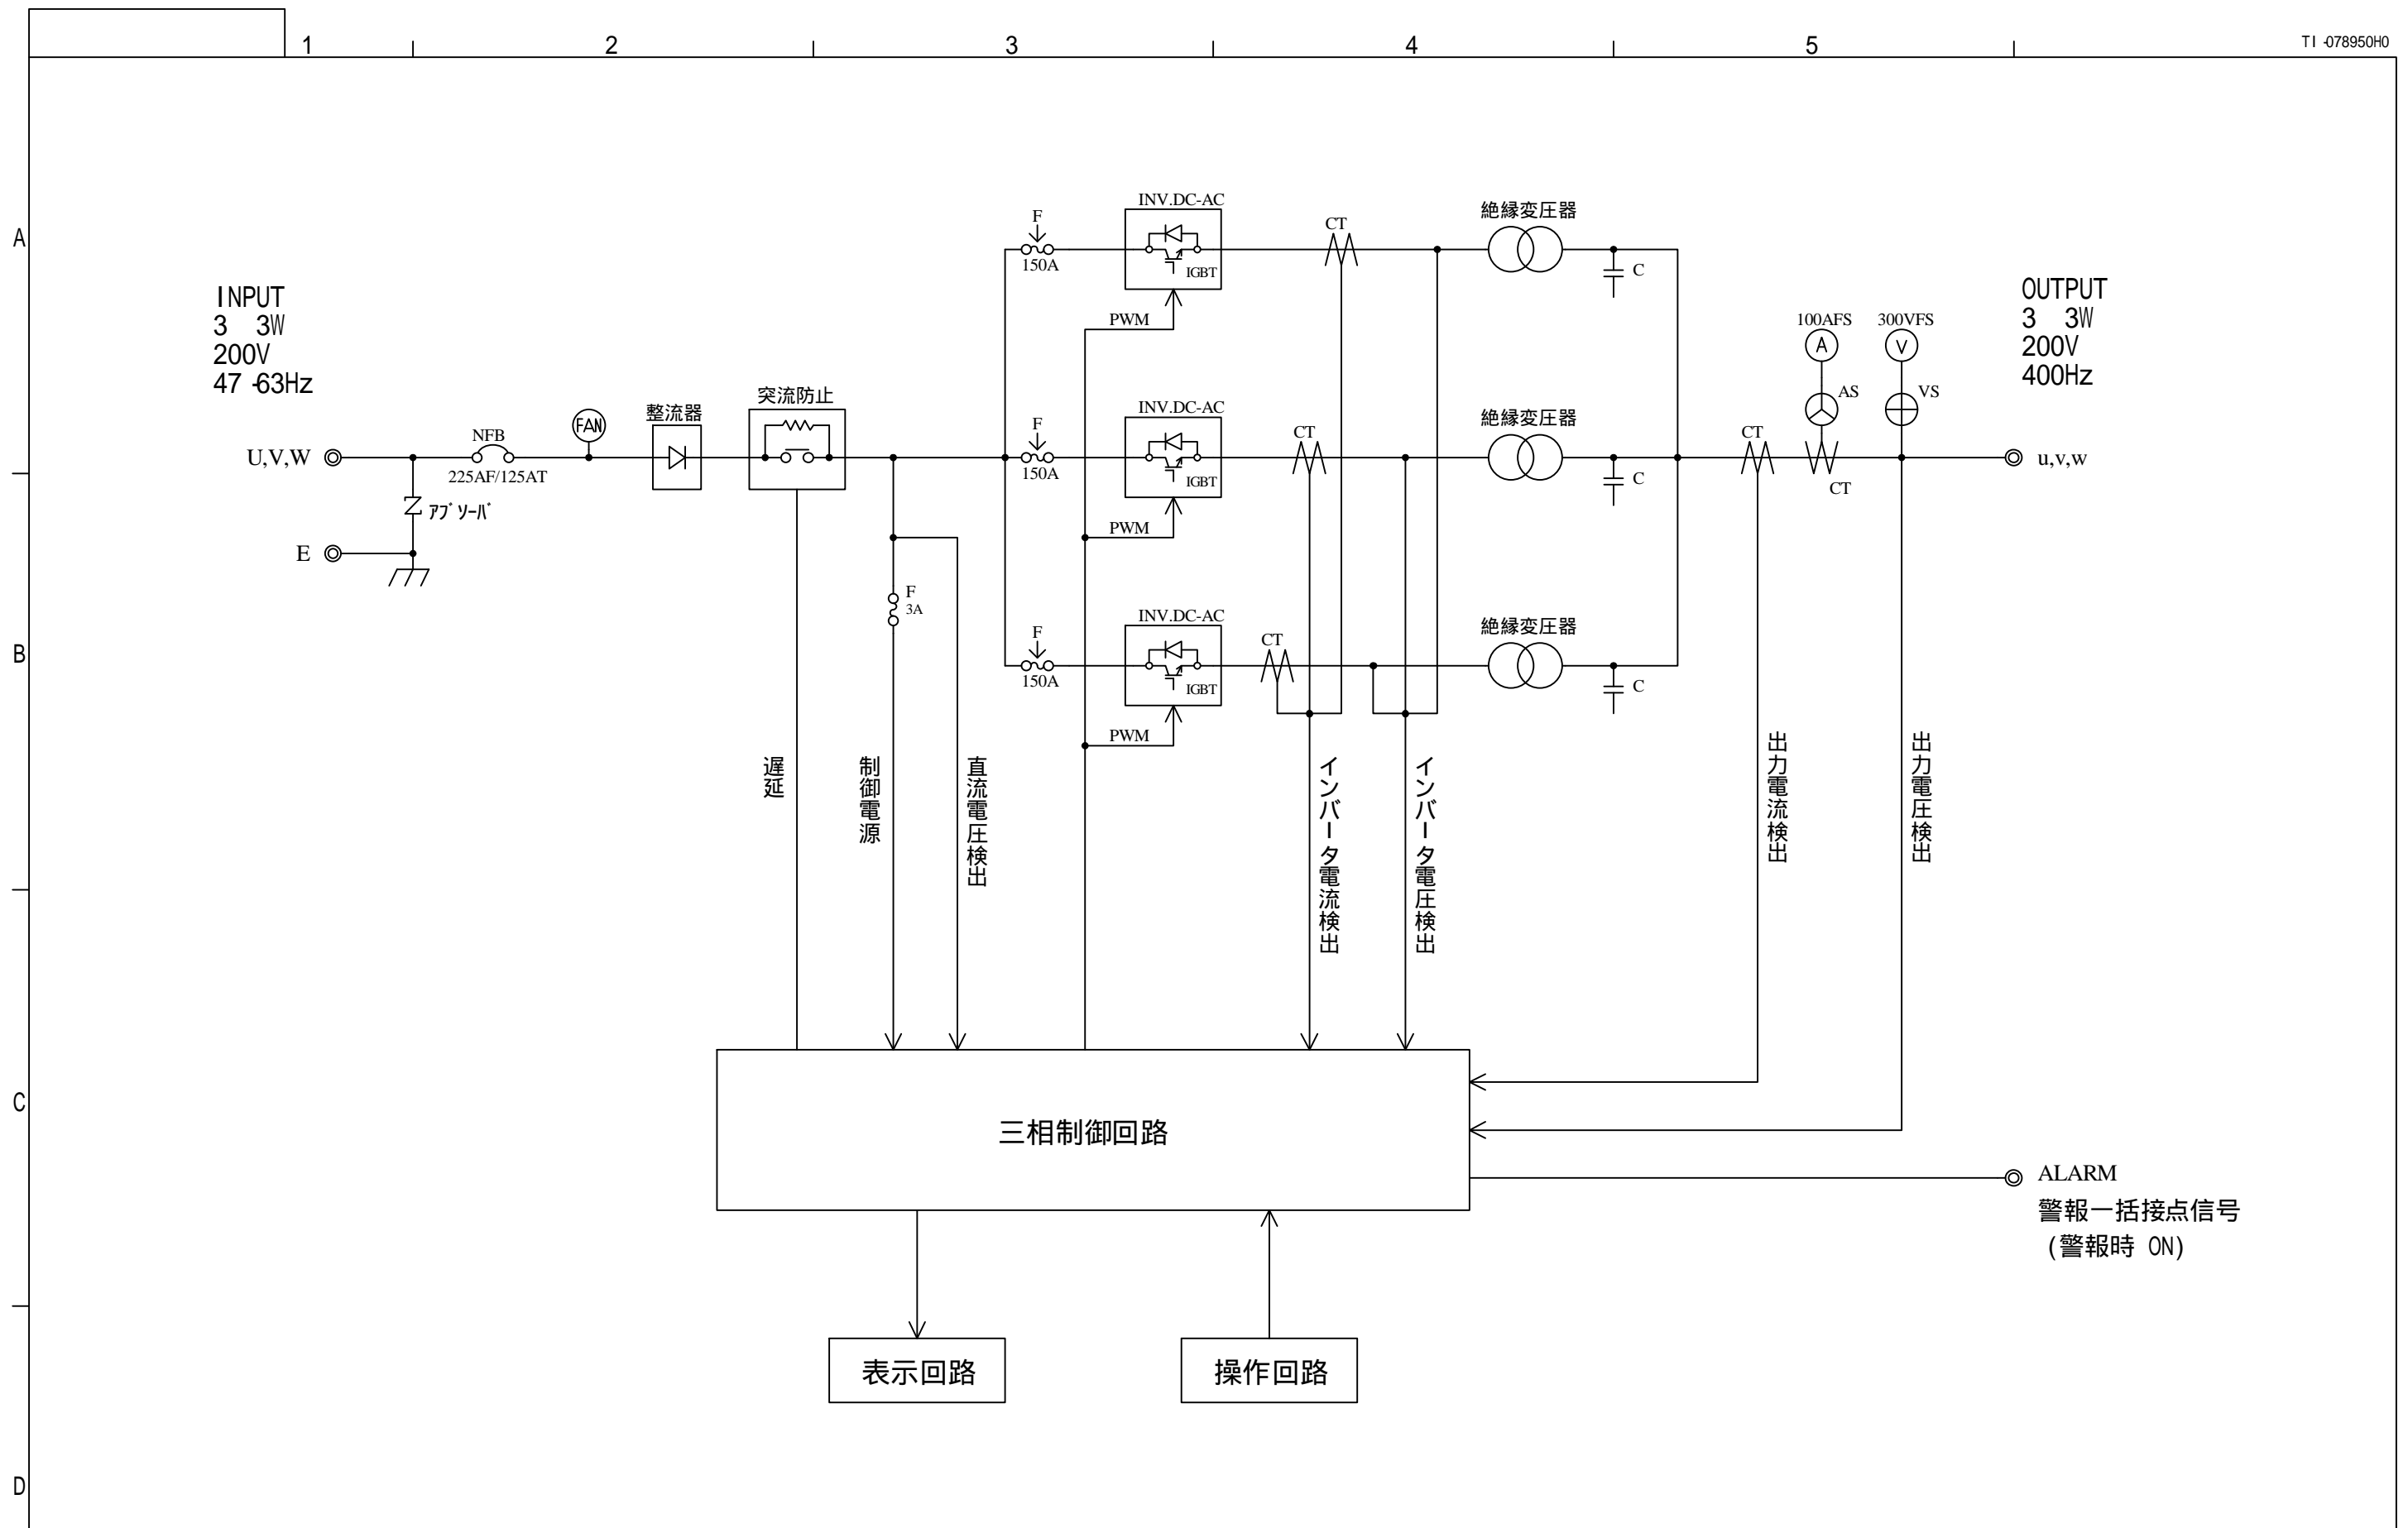 1
2
3
4
5
TI-078950H0
A
B
C
D
INPUT
3  3W
200V
47-63Hz
U,V,W
E
アブソーバ
NFB
225AF/125AT
FAN
整流器
突流防止
F
150A
INV.DC-AC
IGBT
PWM
CT
絶縁変圧器
C
F
150A
INV.DC-AC
IGBT
PWM
CT
絶縁変圧器
C
F
150A
INV.DC-AC
IGBT
PWM
CT
絶縁変圧器
C
F
3A
100AFS
A
AS
300VFS
V
VS
CT
CT
OUTPUT
3  3W
200V
400Hz
u,v,w
遅延
制御電源
直流電圧検出
インバータ電流検出
インバータ電圧検出
出力電流検出
出力電圧検出
三相制御回路
ALARM
警報一括接点信号
(警報時 ON)
表示回路
操作回路